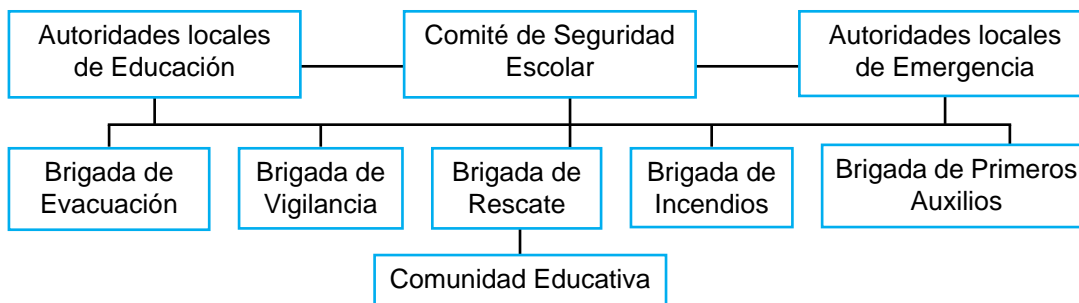 Autoridades locales
de Educación
Comité de Seguridad
Escolar
Autoridades locales
de Emergencia
Brigada de
Evacuación
Brigada de
Vigilancia
Brigada de
Rescate
Brigada de
Incendios
Brigada de Primeros
Auxilios
Comunidad Educativa